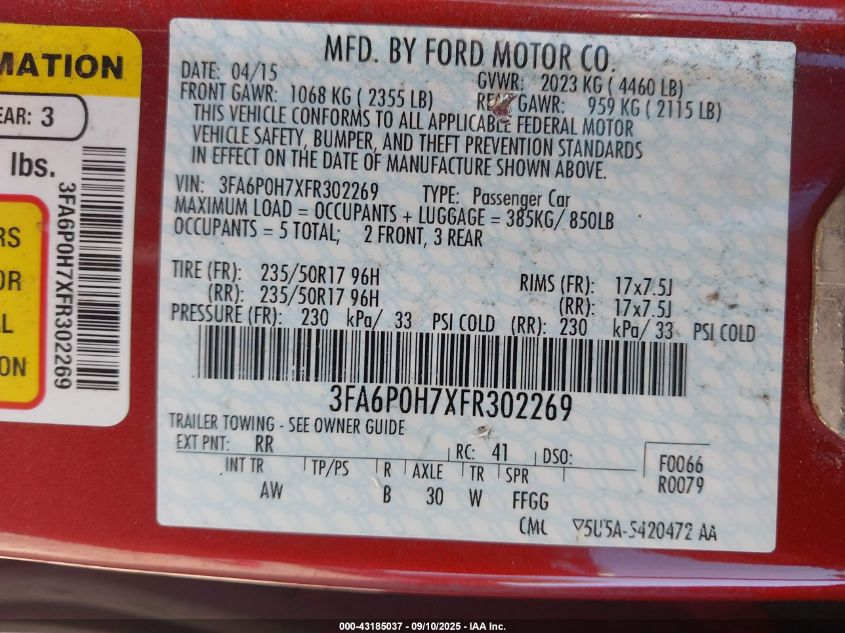 MATION
EAR: 3
lbs.
RS
OR
L
ON
3FA6P0H7XFR302269
MFD. BY FORD MOTOR CO.
DATE: 04/15 GVWR: 2023 KG ( 4460 LB)
FRONT GAWR: 1068 KG ( 2355 LB) REAR GAWR: 959 KG ( 2115 LB)
THIS VEHICLE CONFORMS TO ALL APPLICABLE FEDERAL MOTOR
VEHICLE SAFETY, BUMPER, AND THEFT PREVENTION STANDARDS
IN EFFECT ON THE DATE OF MANUFACTURE SHOWN ABOVE.
VIN: 3FA6P0H7XFR302269 TYPE: Passenger Car
MAXIMUM LOAD = OCCUPANTS + LUGGAGE = 385KG/ 850LB
OCCUPANTS = 5 TOTAL; 2 FRONT, 3 REAR
TIRE (FR): 235/50R17 96H RIMS (FR): 17x7.5J
(RR): 235/50R17 96H (RR): 17x7.5J
PRESSURE (FR): 230 kPa/ 33 PSI COLD (RR): 230 kPa/ 33 PSI COLD
3FA6P0H7XFR302269
TRAILER TOWING - SEE OWNER GUIDE
EXT PNT: RR RC: 41 DSO: F0066
R0079
INT TR TP/PS R AXLE TR SPR
AW B 30 W FFGG
CMC 5U5A-5420472 AA
000-43185037 - 09/10/2025 - IAA Inc.